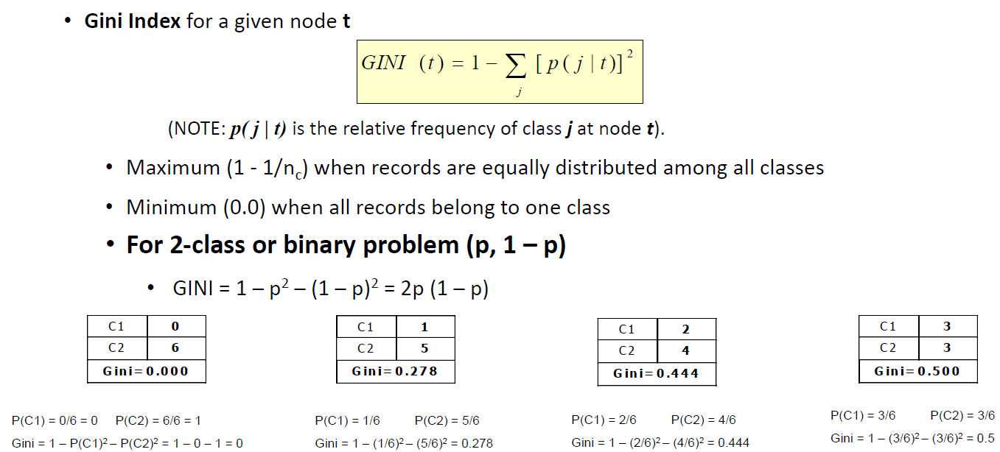 • Gini Index for a given node t
GINI (t) = 1 − ∑j [p(j | t)]²
(NOTE: p( j | t) is the relative frequency of class j at node t).
• Maximum (1 - 1/nc) when records are equally distributed among all classes
• Minimum (0.0) when all records belong to one class
• For 2-class or binary problem (p, 1 – p)
• GINI = 1 – p² – (1 – p)² = 2p (1 – p)
C1 0
C2 6
Gini=0.000
P(C1) = 0/6 = 0 P(C2) = 6/6 = 1
Gini = 1 – P(C1)² – P(C2)² = 1 – 0 – 1 = 0
C1 1
C2 5
Gini=0.278
P(C1) = 1/6 P(C2) = 5/6
Gini = 1 – (1/6)² – (5/6)² = 0.278
C1 2
C2 4
Gini=0.444
P(C1) = 2/6 P(C2) = 4/6
Gini = 1 – (2/6)² – (4/6)² = 0.444
C1 3
C2 3
Gini=0.500
P(C1) = 3/6 P(C2) = 3/6
Gini = 1 – (3/6)² – (3/6)² = 0.5